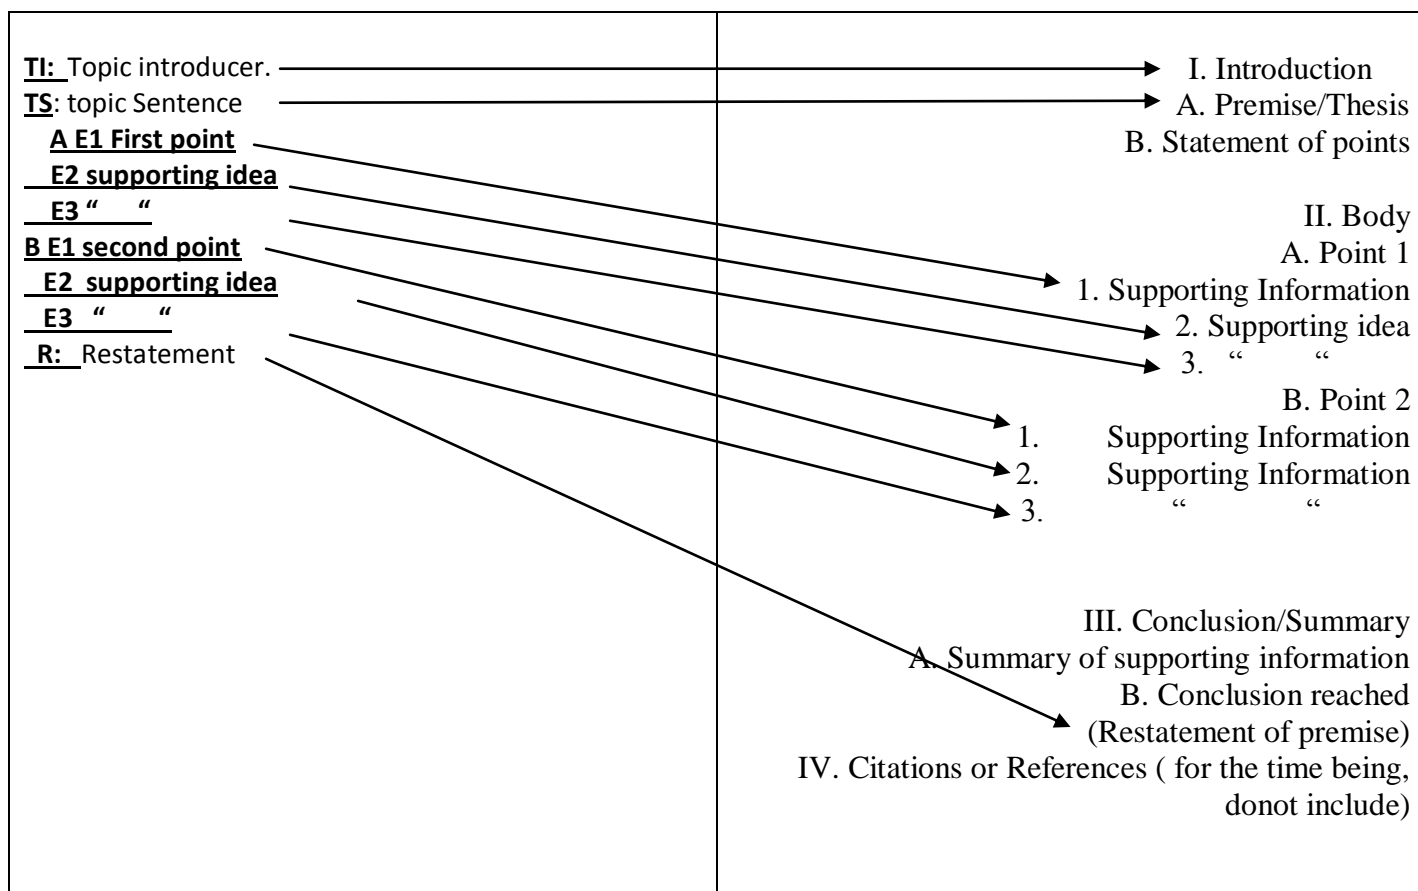 TI: Topic introducer.
TS: topic Sentence
A E1 First point
E2 supporting idea
E3 “ “
B E1 second point
E2 supporting idea
E3 “ “
R: Restatement
I. Introduction
A. Premise/Thesis
B. Statement of points
II. Body
A. Point 1
1. Supporting Information
2. Supporting idea
3. “ “
B. Point 2
1. Supporting Information
2. Supporting Information
3. “ “
III. Conclusion/Summary
A. Summary of supporting information
B. Conclusion reached
(Restatement of premise)
IV. Citations or References ( for the time being,
donot include)